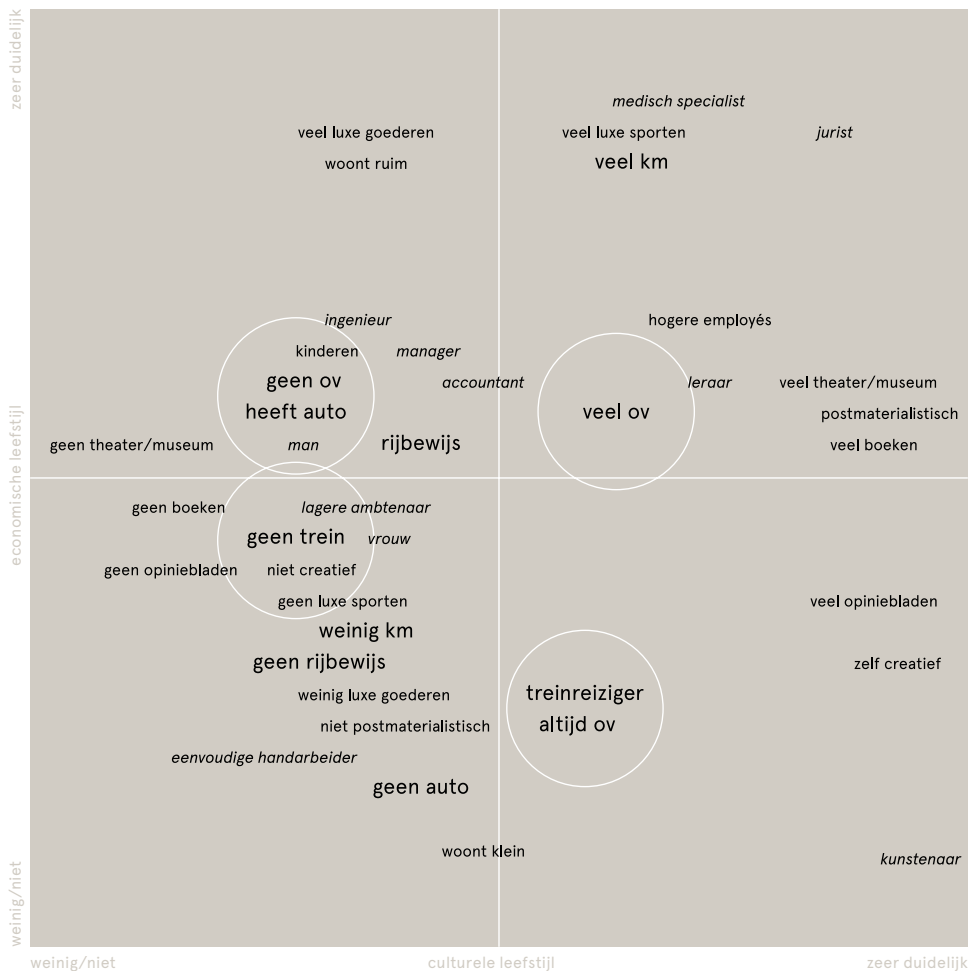 zeer duidelijk
medisch specialist
veel luxe goederen
veel luxe sporten
jurist
woont ruim
veel km
ingenieur
hogere employés
kinderen
manager
geen ov
accountant
leraar
veel theater/museum
heeft auto
veel ov
postmaterialistisch
geen theater/museum
man
rijbewijs
veel boeken
economische leefstijl
geen boeken
lagere ambtenaar
geen trein
vrouw
geen opiniebladen
niet creatief
geen luxe sporten
veel opiniebladen
weinig km
geen rijbewijs
zelf creatief
weinig luxe goederen
treinreiziger
niet postmaterialistisch
altijd ov
eenvoudige handarbeider
geen auto
woont klein
kunstenaar
weinig/niet
weinig/niet
culturele leefstijl
zeer duidelijk